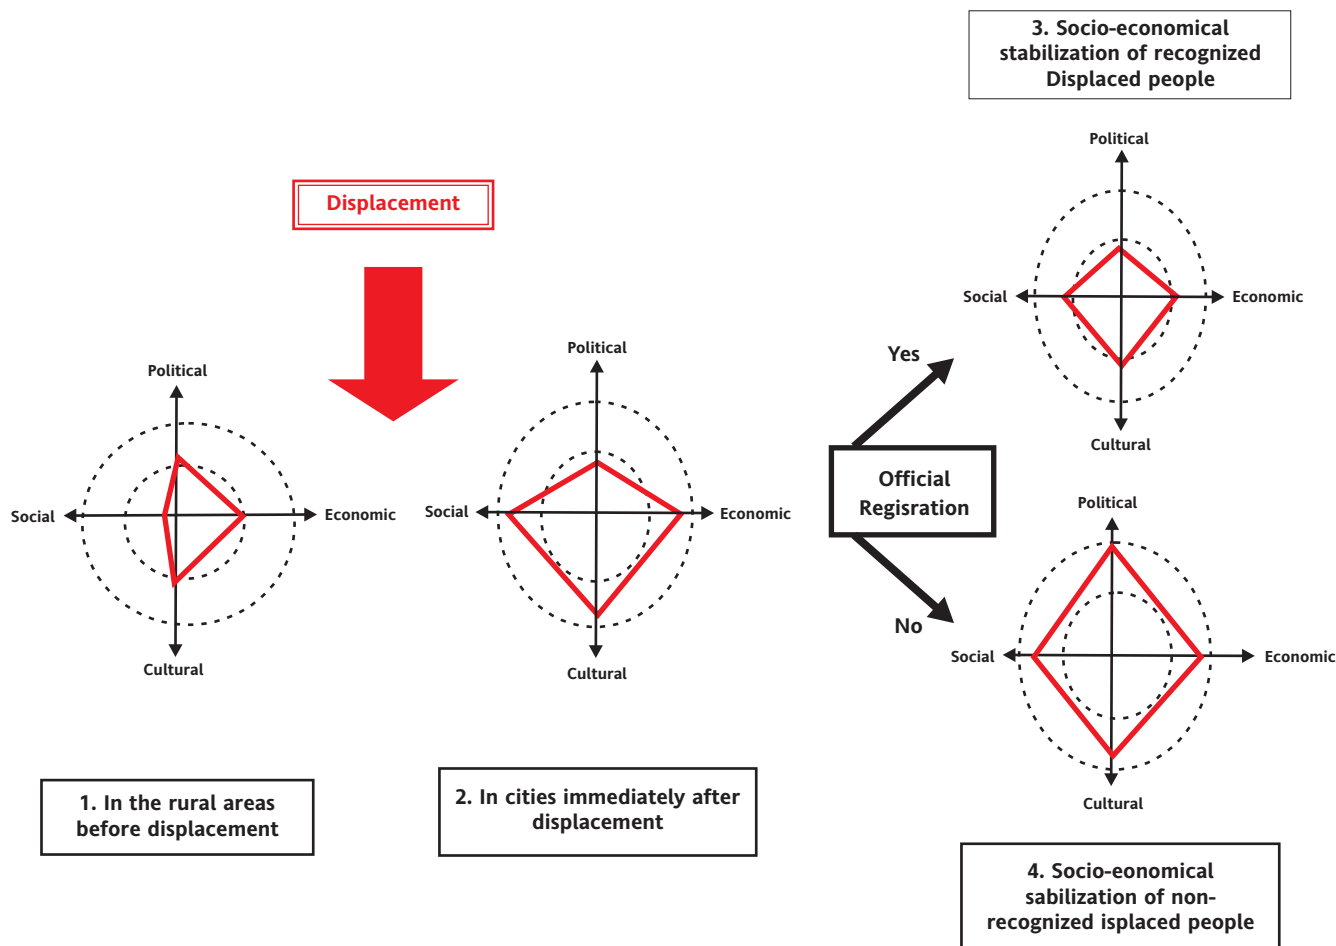 3. Socio-economical
stabilization of recognized
Displaced people
Displacement
Political
Social
Economic
Cultural
1. In the rural areas
before displacement
Political
Social
Economic
Cultural
2. In cities immediately after
displacement
Yes
Official
Regisration
No
Political
Social
Economic
Cultural
Political
Social
Economic
Cultural
4. Socio-eonomical
sabilization of non-
recognized isplaced people